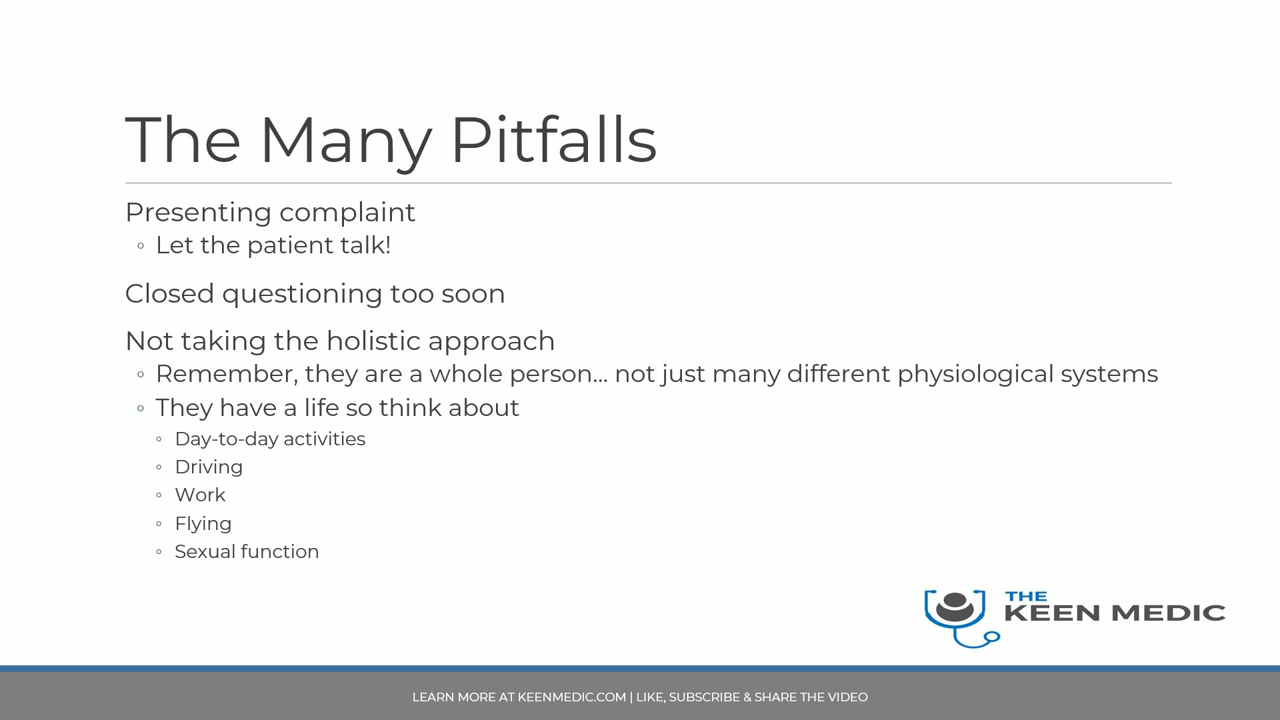 The Many Pitfalls
Presenting complaint
◦ Let the patient talk!
Closed questioning too soon
Not taking the holistic approach
◦ Remember, they are a whole person... not just many different physiological systems
◦ They have a life so think about
◦ Day-to-day activities
◦ Driving
◦ Work
◦ Flying
◦ Sexual function
THE
KEEN MEDIC
LEARN MORE AT KEENMEDIC.COM | LIKE, SUBSCRIBE & SHARE THE VIDEO